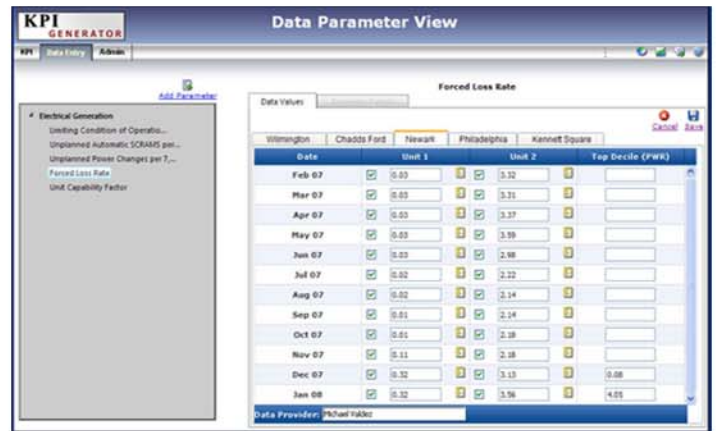 KPI
GENERATOR
Data Parameter View
KPI Data Entry Admin
Add Parameter
Forced Loss Rate
Electrical Generation
Limiting Condition of Operatio...
Unplanned Automatic SCRAMS per...
Unplanned Power Changes per 7,...
Forced Loss Rate
Unit Capability Factor
Data Values
Cancel Save
Wilmington Chadds Ford Newark Philadelphia Kennett Square
Date Unit 1 Unit 2 Top Decile (PWR)
Feb 07 0.03 3.32
Mar 07 0.03 3.31
Apr 07 0.03 3.37
May 07 0.03 3.59
Jun 07 0.03 2.98
Jul 07 0.02 2.22
Aug 07 0.02 2.14
Sep 07 0.01 2.14
Oct 07 0.01 2.18
Nov 07 0.11 2.18
Dec 07 0.32 3.13 0.08
Jan 08 0.32 3.56 4.05
Data Provider: Michael Valdez